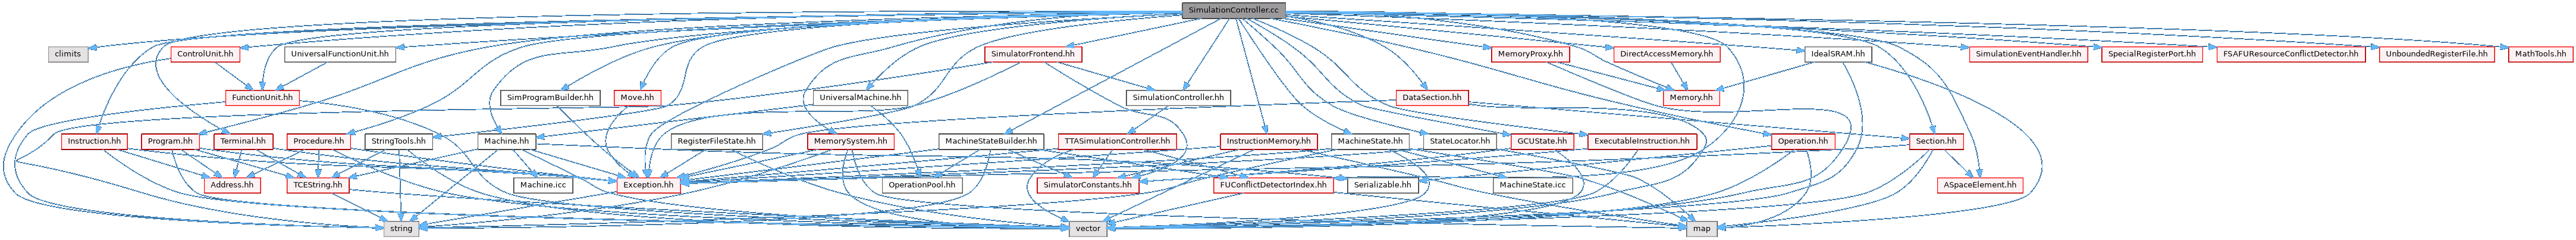 SimulationController.cc
climits
ControlUnit.hh
UniversalFunctionUnit.hh
SimulatorFrontend.hh
MemoryProxy.hh
DirectAccessMemory.hh
IdealSRAM.hh
SimulationEventHandler.hh
SpecialRegisterPort.hh
FSAFUResourceConflictDetector.hh
UnboundedRegisterFile.hh
MathTools.hh
FunctionUnit.hh
SimProgramBuilder.hh
Move.hh
UniversalMachine.hh
SimulationController.hh
DataSection.hh
Memory.hh
Instruction.hh
Program.hh
Terminal.hh
Procedure.hh
StringTools.hh
Machine.hh
RegisterFileState.hh
MemorySystem.hh
MachineStateBuilder.hh
TTASimulationController.hh
InstructionMemory.hh
MachineState.hh
StateLocator.hh
GCUState.hh
ExecutableInstruction.hh
Operation.hh
Section.hh
Address.hh
TCEString.hh
Machine.icc
Exception.hh
OperationPool.hh
SimulatorConstants.hh
FUConflictDetectorIndex.hh
Serializable.hh
MachineState.icc
ASpaceElement.hh
string
vector
map